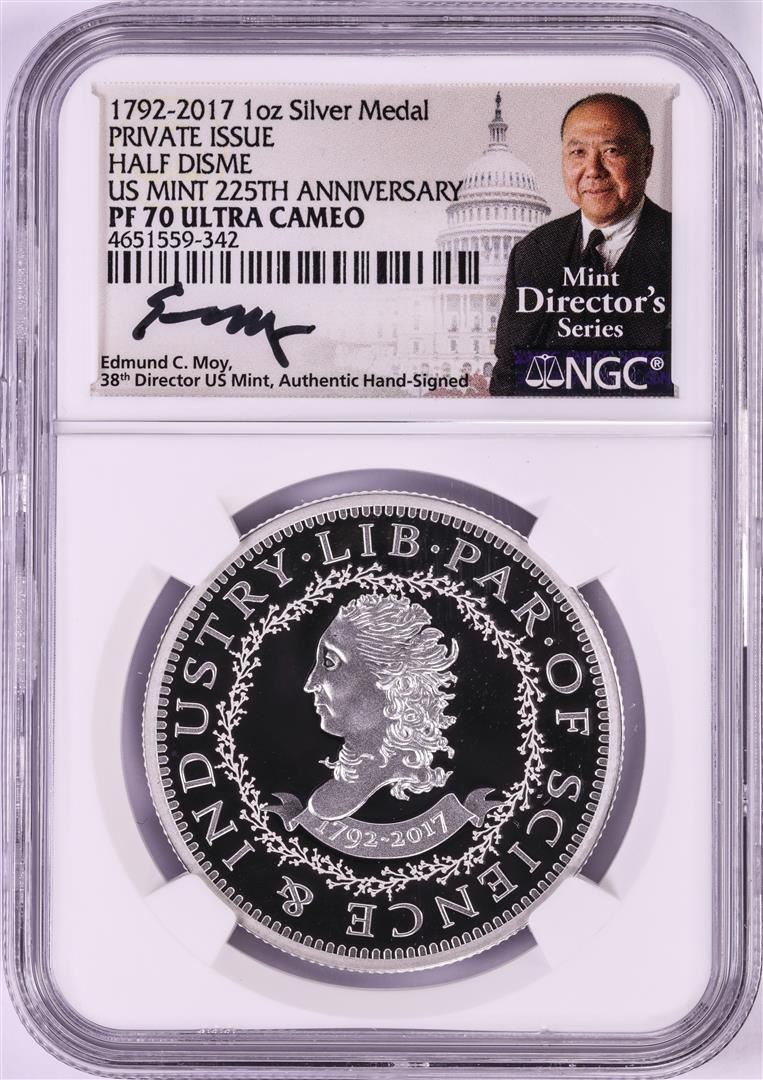 1792-2017 1oz Silver Medal
PRIVATE ISSUE
HALF DISME
US MINT 225TH ANNIVERSARY
PF 70 ULTRA CAMEO
4651559-342
Edmund C. Moy,
38th Director US Mint, Authentic Hand-Signed
Mint
Director's
Series
NGC®
LIB·PAR·OF SCIENCE & INDUSTRY·
1792-2017